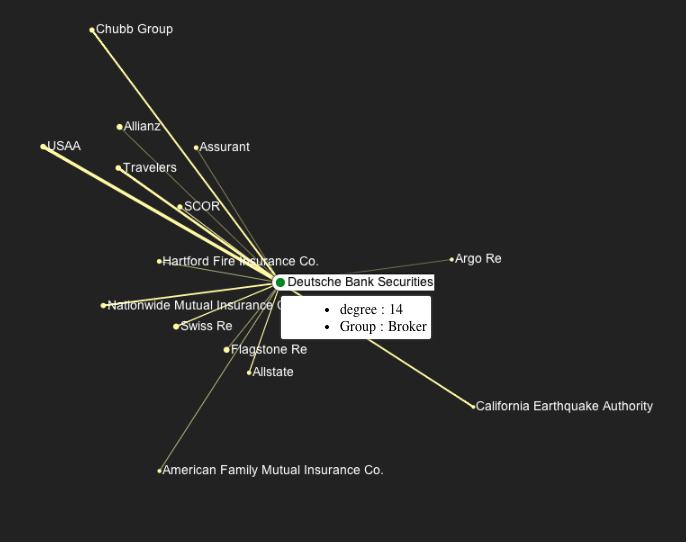 Chubb Group
Allianz
USAA
Assurant
Travelers
SCOR
Hartford Fire Insurance Co.
Argo Re
Deutsche Bank Securities
Nationwide Mutual Insurance
degree : 14
Group : Broker
Swiss Re
Flagstone Re
Allstate
California Earthquake Authority
American Family Mutual Insurance Co.